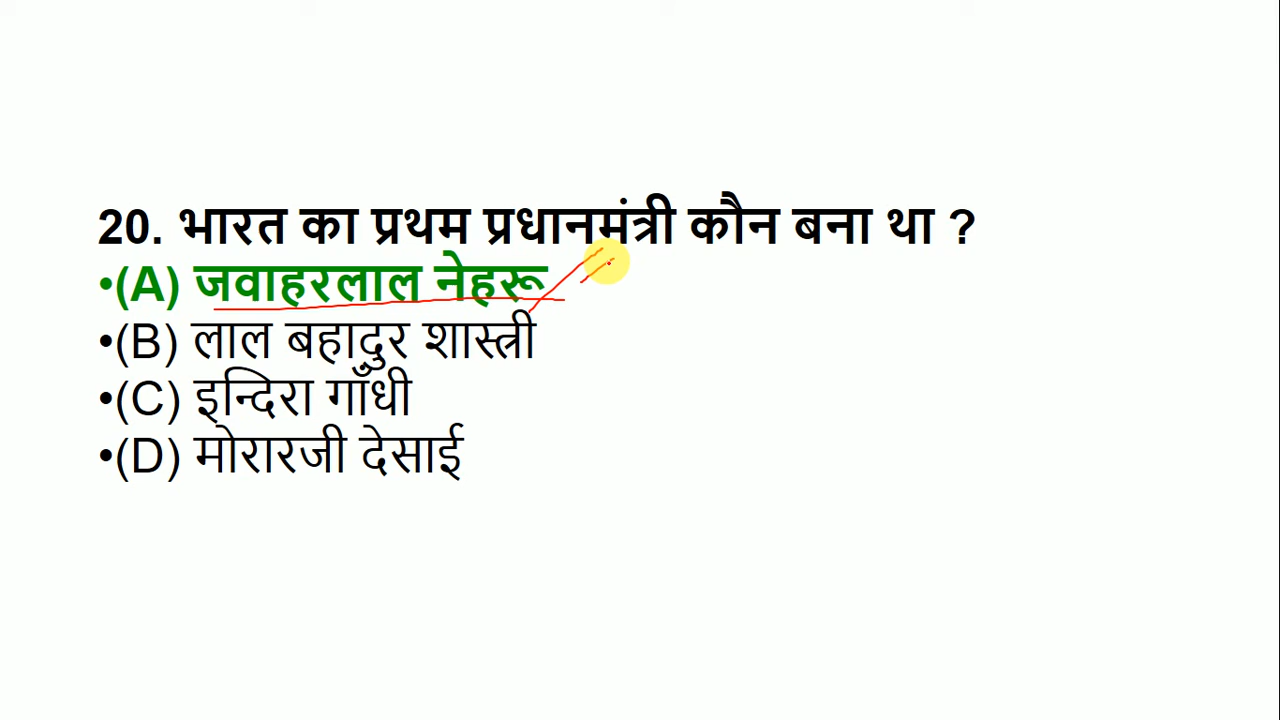 20. भारत का प्रथम प्रधानमंत्री कौन बना था ?
•(A) जवाहरलाल नेहरू
•(B) लाल बहादुर शास्त्री
•(C) इन्दिरा गाँधी
•(D) मोरारजी देसाई